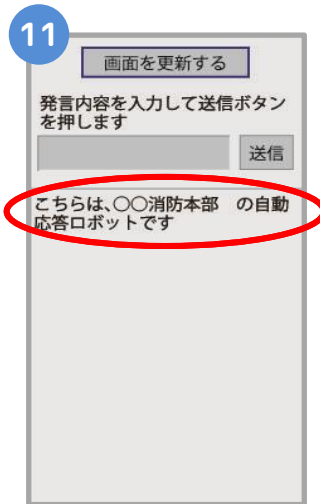 11
画面を更新する
発言内容を入力して送信ボタン
を押します
送信
こちらは、〇〇消防本部　の自動
応答ロボットです